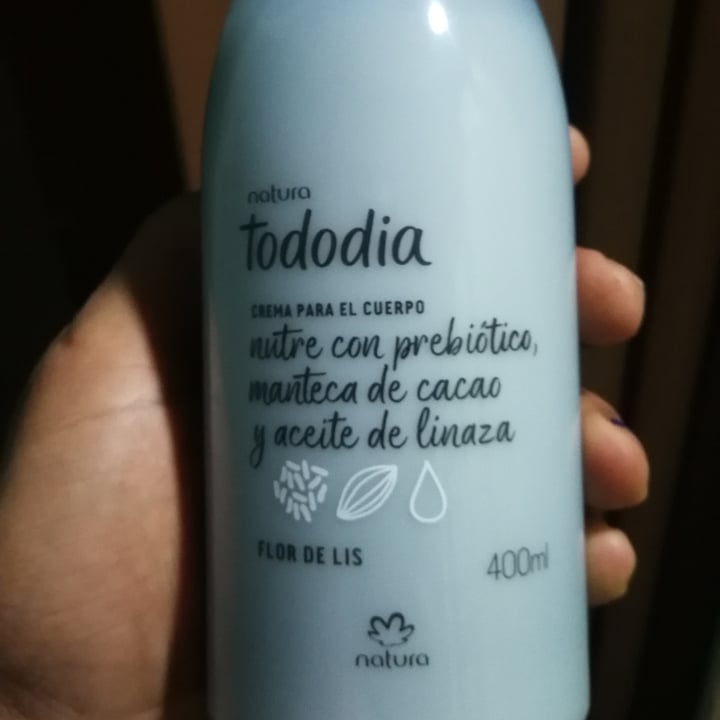 natura
tododia
CREMA PARA EL CUERPO
nutre con prebiótico,
manteca de cacao
y aceite de linaza
FLOR DE LIS
400ml
natura